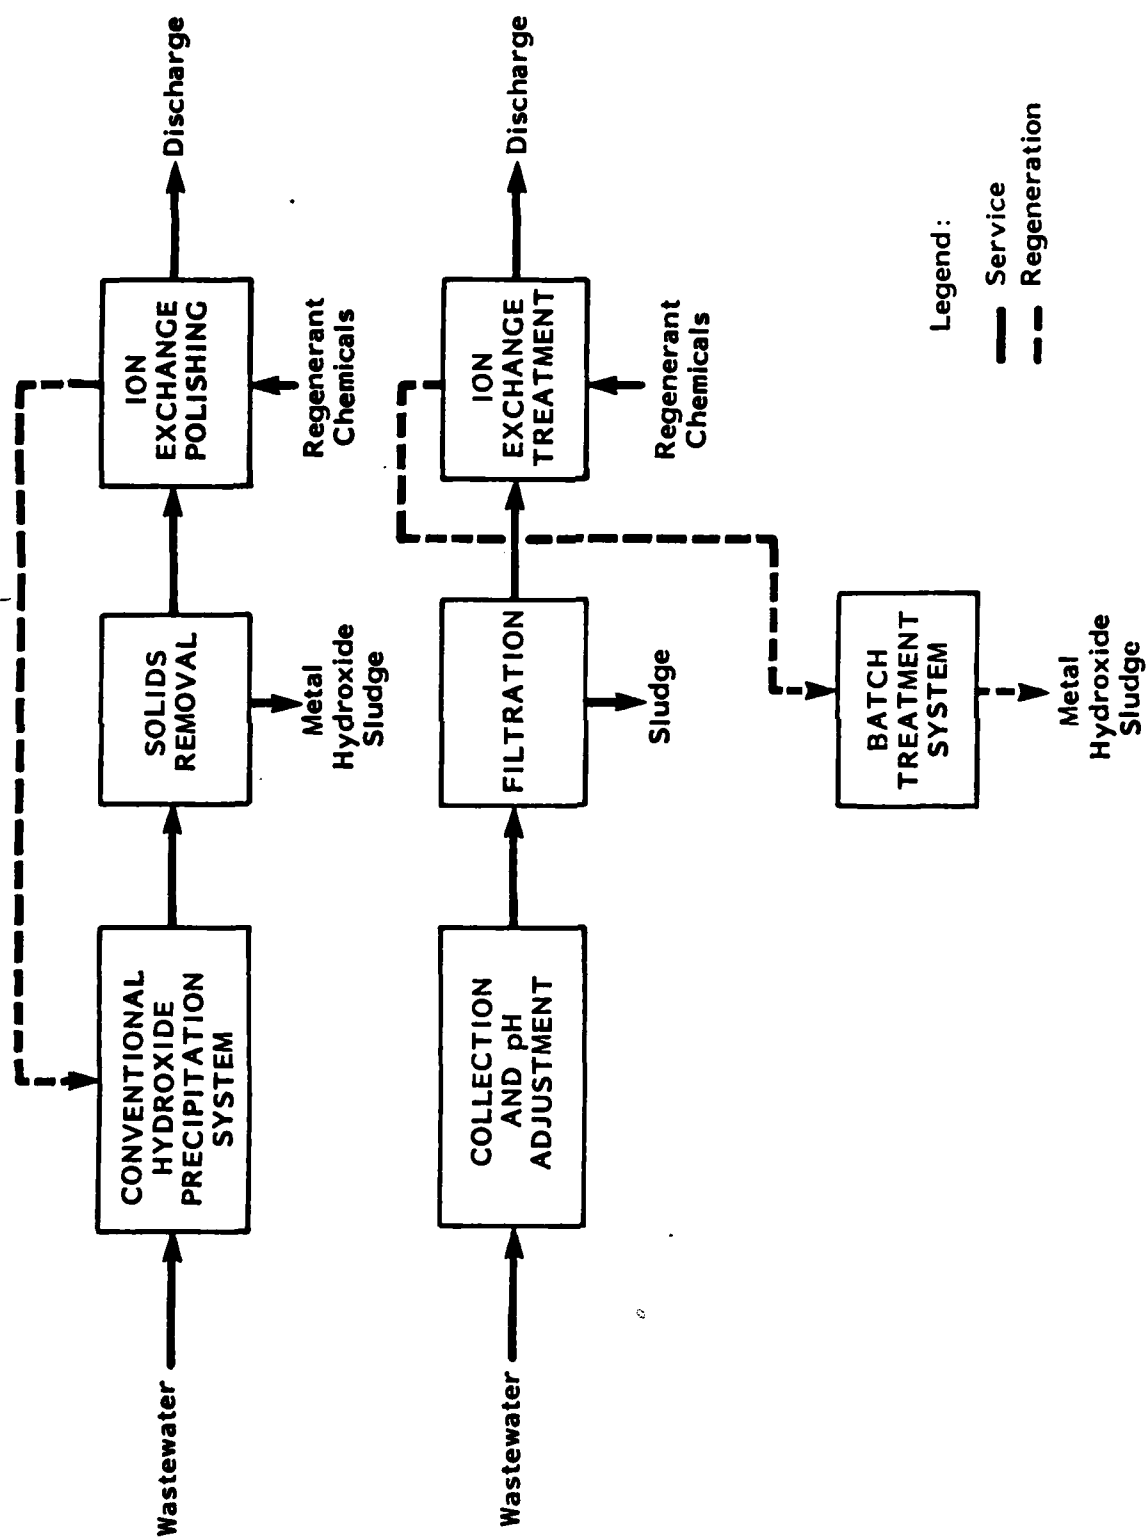 Wastewater
CONVENTIONAL
HYDROXIDE
PRECIPITATION
SYSTEM
SOLIDS
REMOVAL
Metal
Hydroxide
Sludge
ION
EXCHANGE
POLISHING
Regenerant
Chemicals
Discharge
Wastewater
COLLECTION
AND pH
ADJUSTMENT
FILTRATION
Sludge
ION
EXCHANGE
TREATMENT
Regenerant
Chemicals
Discharge
BATCH
TREATMENT
SYSTEM
Metal
Hydroxide
Sludge
Legend:
Service
Regeneration